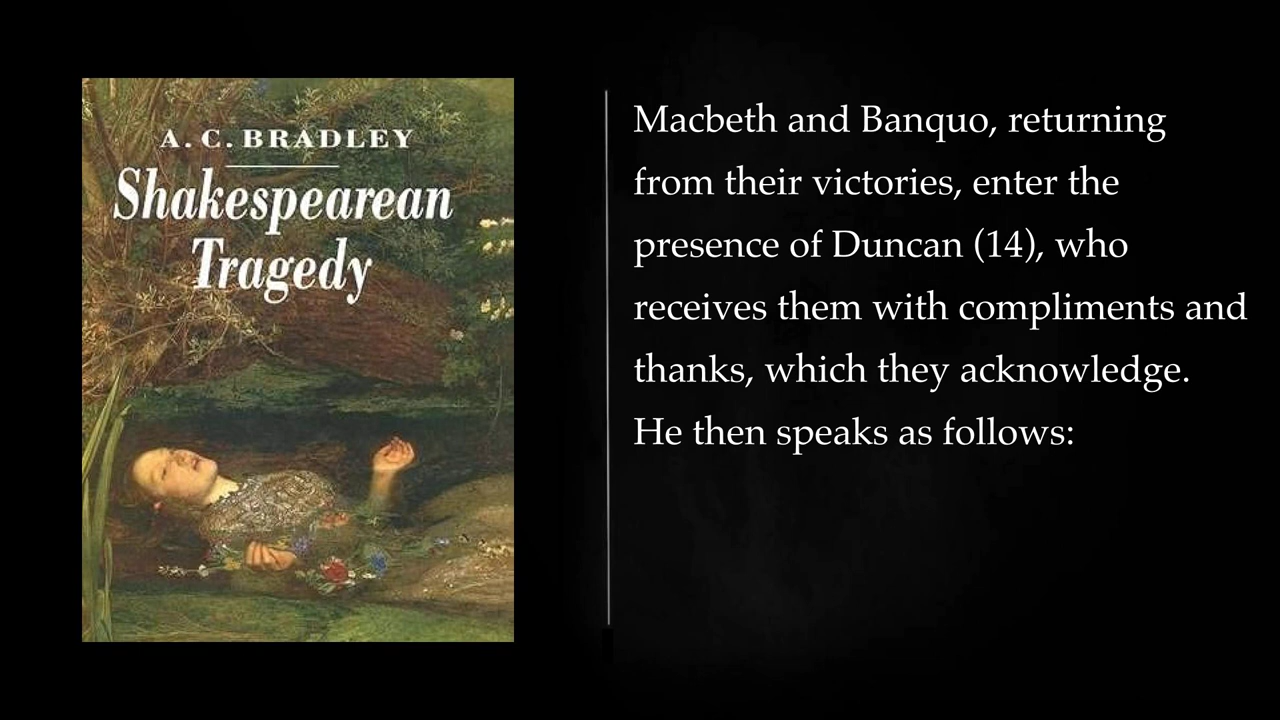 A. C. BRADLEY
Shakespearean
Tragedy
Macbeth and Banquo, returning
from their victories, enter the
presence of Duncan (14), who
receives them with compliments and
thanks, which they acknowledge.
He then speaks as follows: